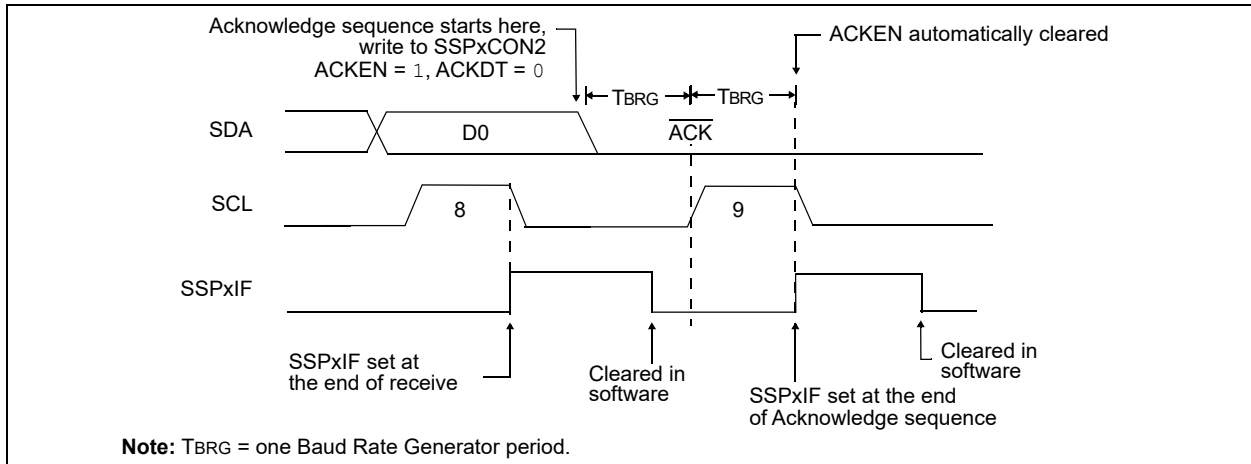 Acknowledge sequence starts here,
write to SSPxCON2
ACKEN = 1, ACKDT = 0
ACKEN automatically cleared
TBRG
TBRG
SDA
D0
ACK
SCL
8
9
SSPxIF
SSPxIF set at
the end of receive
Cleared in
software
SSPxIF set at the end
of Acknowledge sequence
Cleared in
software
Note: TBRG = one Baud Rate Generator period.